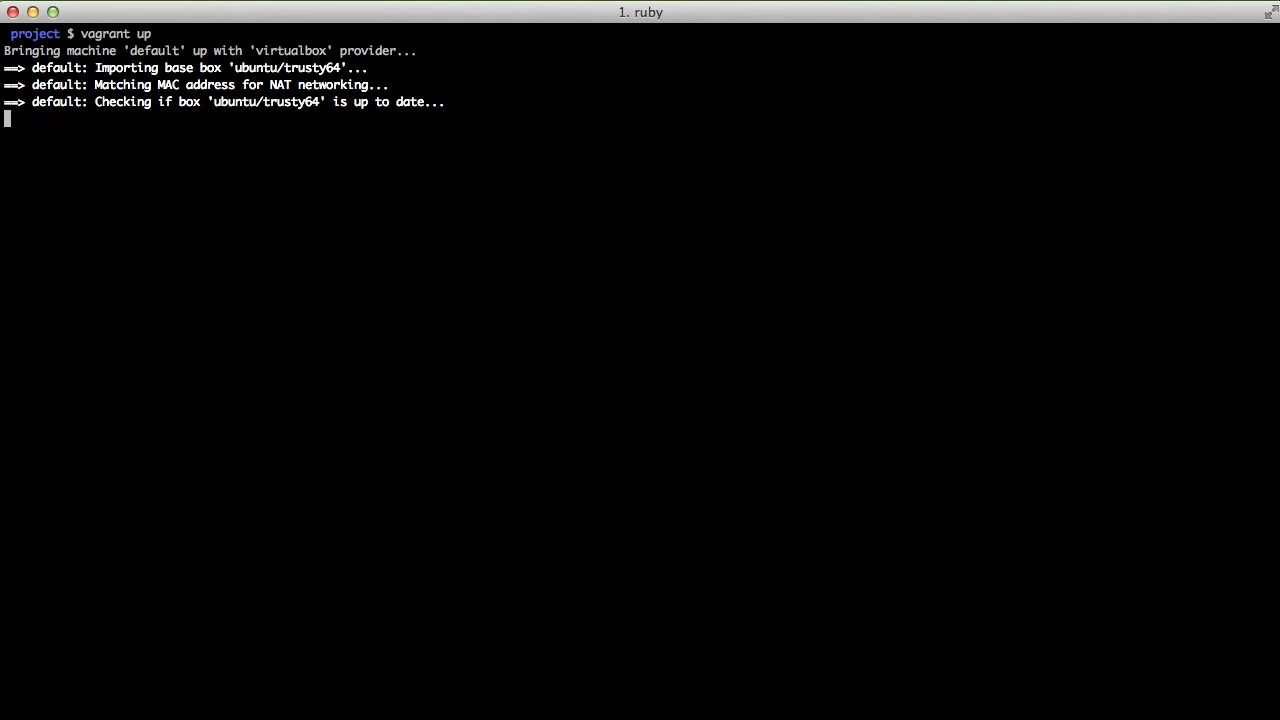 1. ruby
project $ vagrant up
Bringing machine 'default' up with 'virtualbox' provider...
==> default: Importing base box 'ubuntu/trusty64'...
==> default: Matching MAC address for NAT networking...
==> default: Checking if box 'ubuntu/trusty64' is up to date...